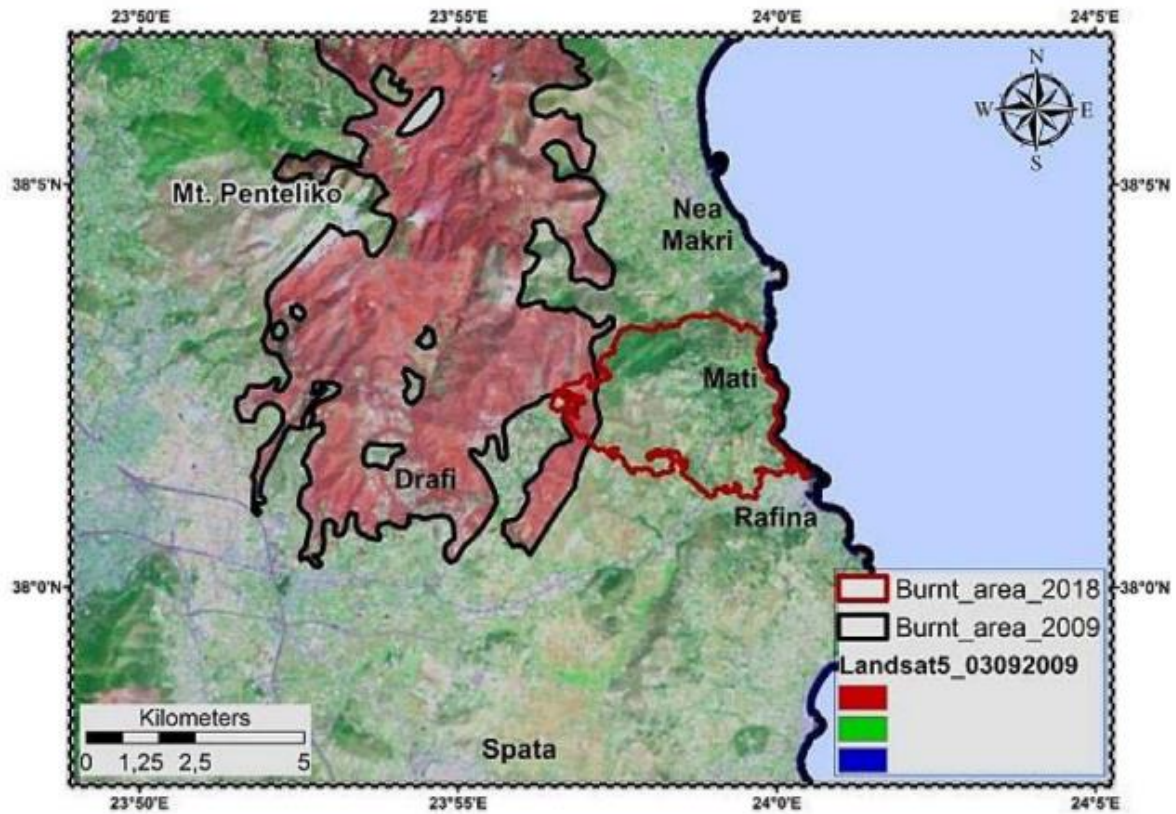 23°50'E 23°55'E 24°0'E 24°5'E
N
W E
S
38°5'N 38°5'N
Mt. Penteliko
Nea
Makri
Mati
Drafi
Rafina
38°0'N 38°0'N
Burnt_area_2018
Burnt_area_2009
Landsat5_03092009
Kilometers
0 1,25 2,5 5
Spata
23°50'E 23°55'E 24°0'E 24°5'E